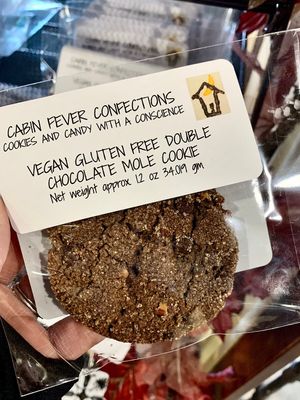 CABIN FEVER CONFECTIONS
COOKIES AND CANDY WITH A CONSCIENCE
VEGAN GLUTEN FREE DOUBLE
CHOCOLATE MOLE COOKIE
Net weight approx 1.2 oz 34.019 gm